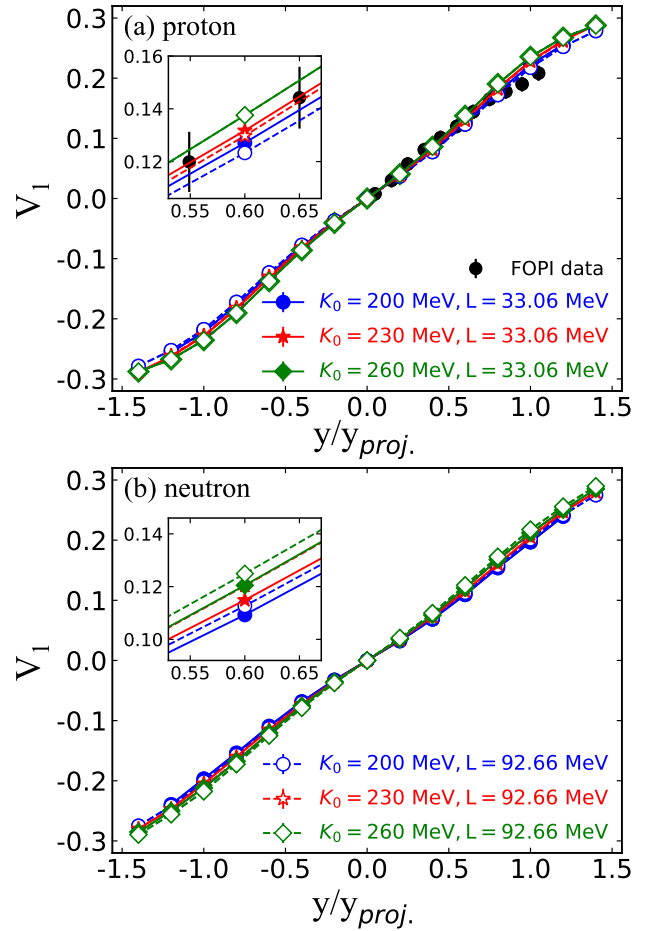 (a) proton
V₁
0.3
0.2
0.1
0.0
-0.1
-0.2
-0.3
0.16
0.14
0.12
0.55 0.60 0.65
FOPI data
K₀ = 200 MeV, L = 33.06 MeV
K₀ = 230 MeV, L = 33.06 MeV
K₀ = 260 MeV, L = 33.06 MeV
-1.5 -1.0 -0.5 0.0 0.5 1.0 1.5
y/y_proj.
(b) neutron
V₁
0.3
0.2
0.1
0.0
-0.1
-0.2
-0.3
0.14
0.12
0.10
0.55 0.60 0.65
K₀ = 200 MeV, L = 92.66 MeV
K₀ = 230 MeV, L = 92.66 MeV
K₀ = 260 MeV, L = 92.66 MeV
-1.5 -1.0 -0.5 0.0 0.5 1.0 1.5
y/y_proj.